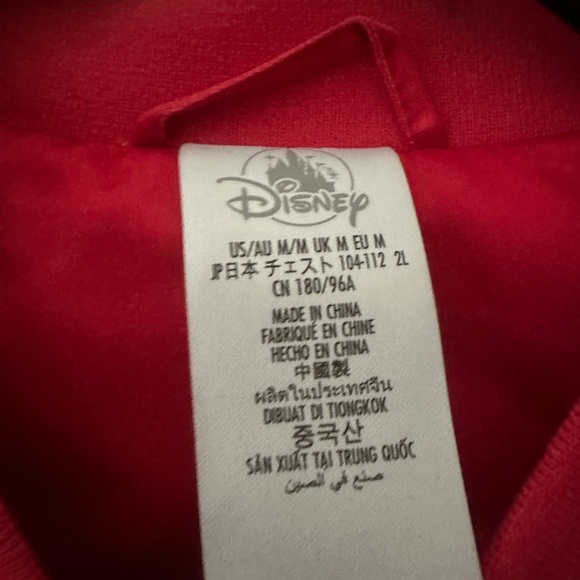 Disney
US/AU M/M UK M EU M
JP日本 チェスト 104-112 2L
CN 180/96A
MADE IN CHINA
FABRIQUÉ EN CHINE
HECHO EN CHINA
中國製
ผลิตในประเทศจีน
DIBUAT DI TIONGKOK
중국산
SẢN XUẤT TẠI TRUNG QUỐC
صنع في الصين